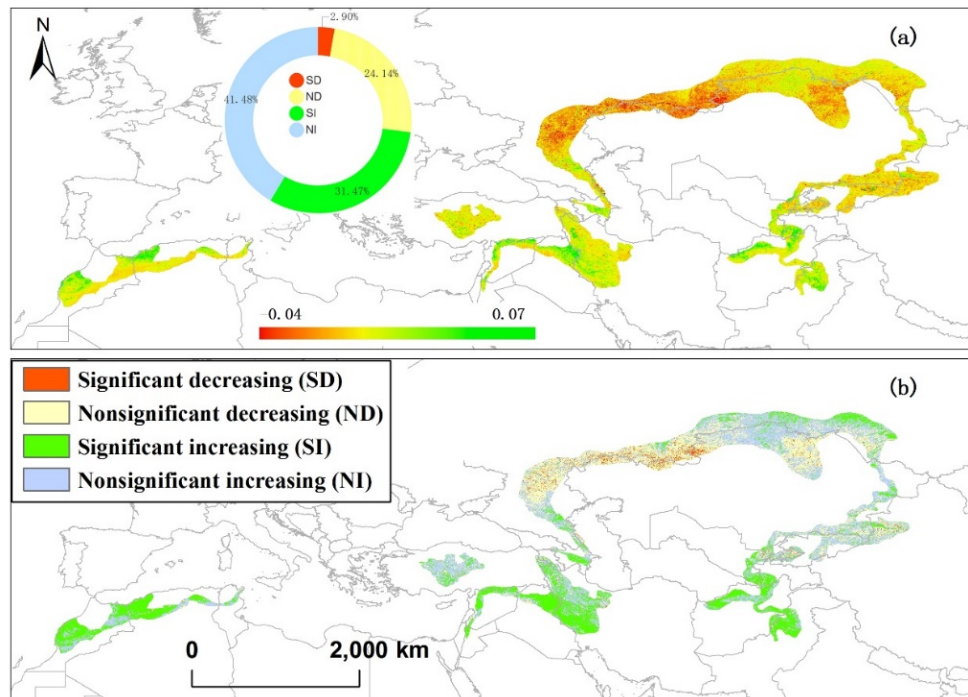 N
(a)
2.90%
24.14%
41.48%
31.47%
SD
ND
SI
NI
-0.04
0.07
(b)
Significant decreasing (SD)
Nonsignificant decreasing (ND)
Significant increasing (SI)
Nonsignificant increasing (NI)
0
2,000 km